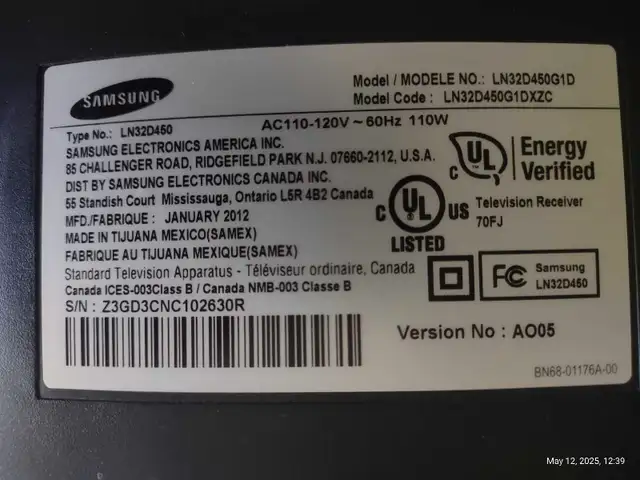 SAMSUNG
Model / MODELE NO.: LN32D450G1D
Model Code : LN32D450G1DXZC
Type No.: LN32D450
AC110-120V ~ 60Hz 110W
SAMSUNG ELECTRONICS AMERICA INC.
85 CHALLENGER ROAD, RIDGEFIELD PARK N.J. 07660-2112, U.S.A.
DIST BY SAMSUNG ELECTRONICS CANADA INC.
55 Standish Court Mississauga, Ontario L5R 4B2 Canada
MFD./FABRIQUE : JANUARY 2012
MADE IN TIJUANA MEXICO(SAMEX)
FABRIQUE AU TIJUANA MEXIQUE(SAMEX)
Standard Television Apparatus - Téléviseur ordinaire, Canada
Canada ICES-003Class B / Canada NMB-003 Classe B
S/N : Z3GD3CNC102630R
C UL Energy
Verified
C UL US
LISTED
Television Receiver
70FJ
FC Samsung
LN32D450
Version No : AO05
BN68-01176A-00
May 12, 2025, 12:39